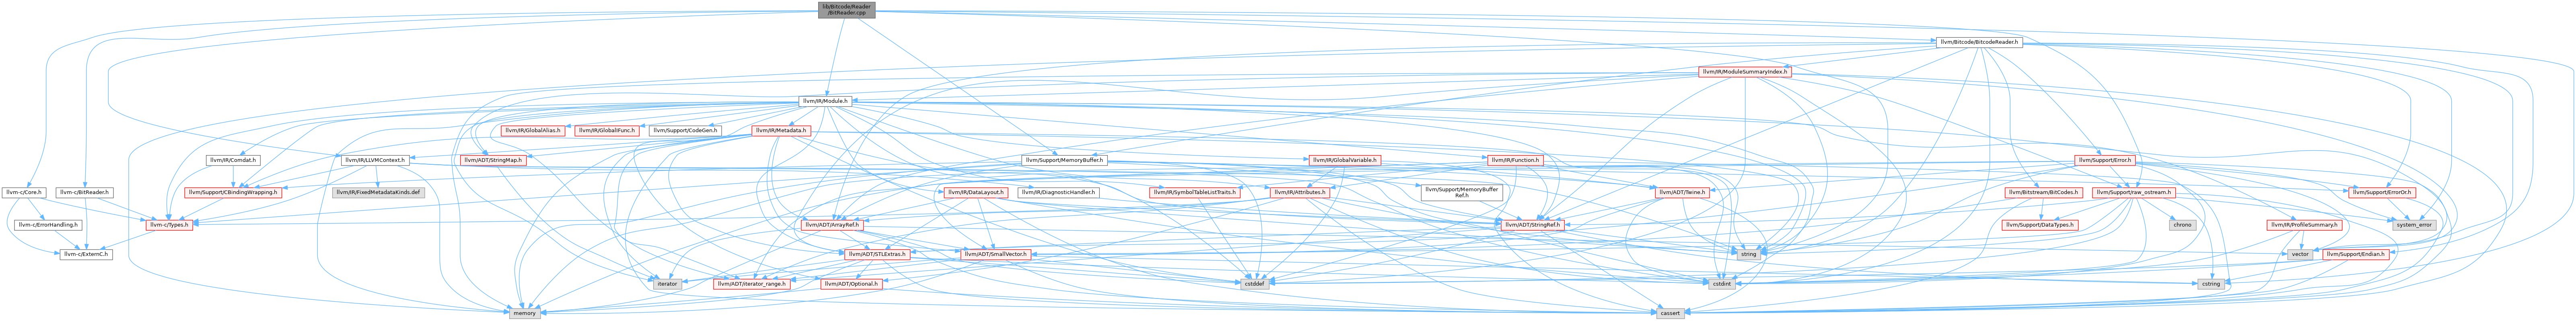 lib/Bitcode/Reader
/BitReader.cpp
llvm/Bitcode/BitcodeReader.h
llvm/IR/ModuleSummaryIndex.h
llvm/IR/Module.h
llvm/IR/GlobalAlias.h
llvm/IR/GlobalIFunc.h
llvm/Support/CodeGen.h
llvm/IR/Metadata.h
llvm/IR/Comdat.h
llvm/IR/LLVMContext.h
llvm/ADT/StringMap.h
llvm/Support/MemoryBuffer.h
llvm/IR/GlobalVariable.h
llvm/IR/Function.h
llvm/Support/Error.h
llvm-c/Core.h
llvm-c/BitReader.h
llvm/Support/CBindingWrapping.h
llvm/IR/FixedMetadataKinds.def
llvm/IR/DataLayout.h
llvm/IR/DiagnosticHandler.h
llvm/IR/SymbolTableListTraits.h
llvm/IR/Attributes.h
llvm/Support/MemoryBuffer
Ref.h
llvm/ADT/Twine.h
llvm/Bitstream/BitCodes.h
llvm/Support/raw_ostream.h
llvm/Support/ErrorOr.h
llvm-c/ErrorHandling.h
llvm-c/Types.h
llvm/ADT/ArrayRef.h
llvm/ADT/StringRef.h
llvm/Support/DataTypes.h
chrono
llvm/IR/ProfileSummary.h
system_error
llvm-c/ExternC.h
llvm/ADT/STLExtras.h
llvm/ADT/SmallVector.h
string
vector
llvm/Support/Endian.h
iterator
llvm/ADT/iterator_range.h
llvm/ADT/Optional.h
cstddef
cstdint
cstring
memory
cassert